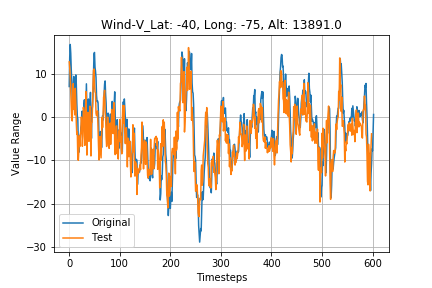 Wind-V_Lat: -40, Long: -75, Alt: 13891.0
Value Range
10
0
−10
−20
−30
Original
Test
0 100 200 300 400 500 600
Timesteps